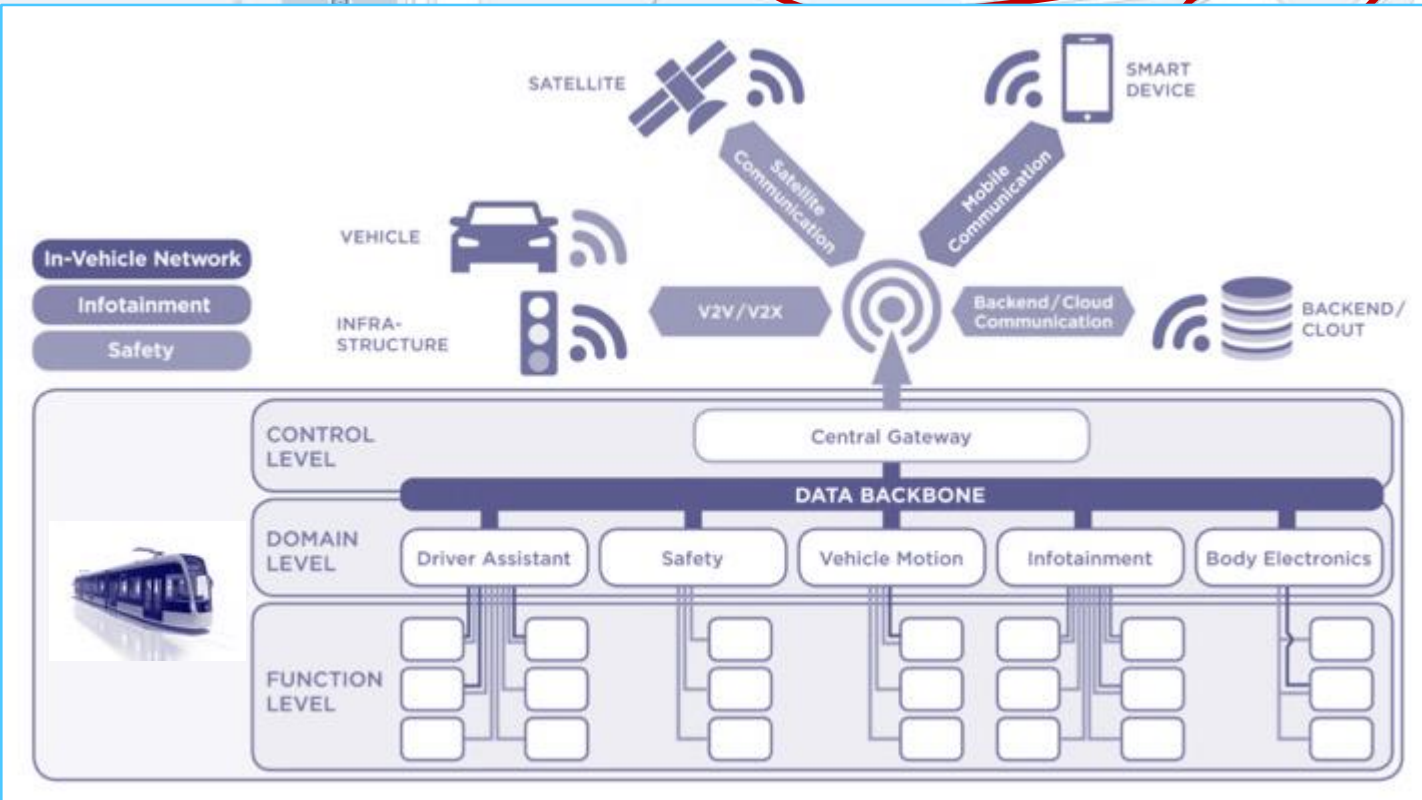 SATELLITE
SMART
DEVICE
Satellite
Communication
Mobile
Communication
VEHICLE
In-Vehicle Network
Infotainment
Safety
INFRA-
STRUCTURE
V2V/V2X
Backend/Cloud
Communication
BACKEND/
CLOUT
CONTROL
LEVEL
Central Gateway
DATA BACKBONE
DOMAIN
LEVEL
Driver Assistant
Safety
Vehicle Motion
Infotainment
Body Electronics
FUNCTION
LEVEL